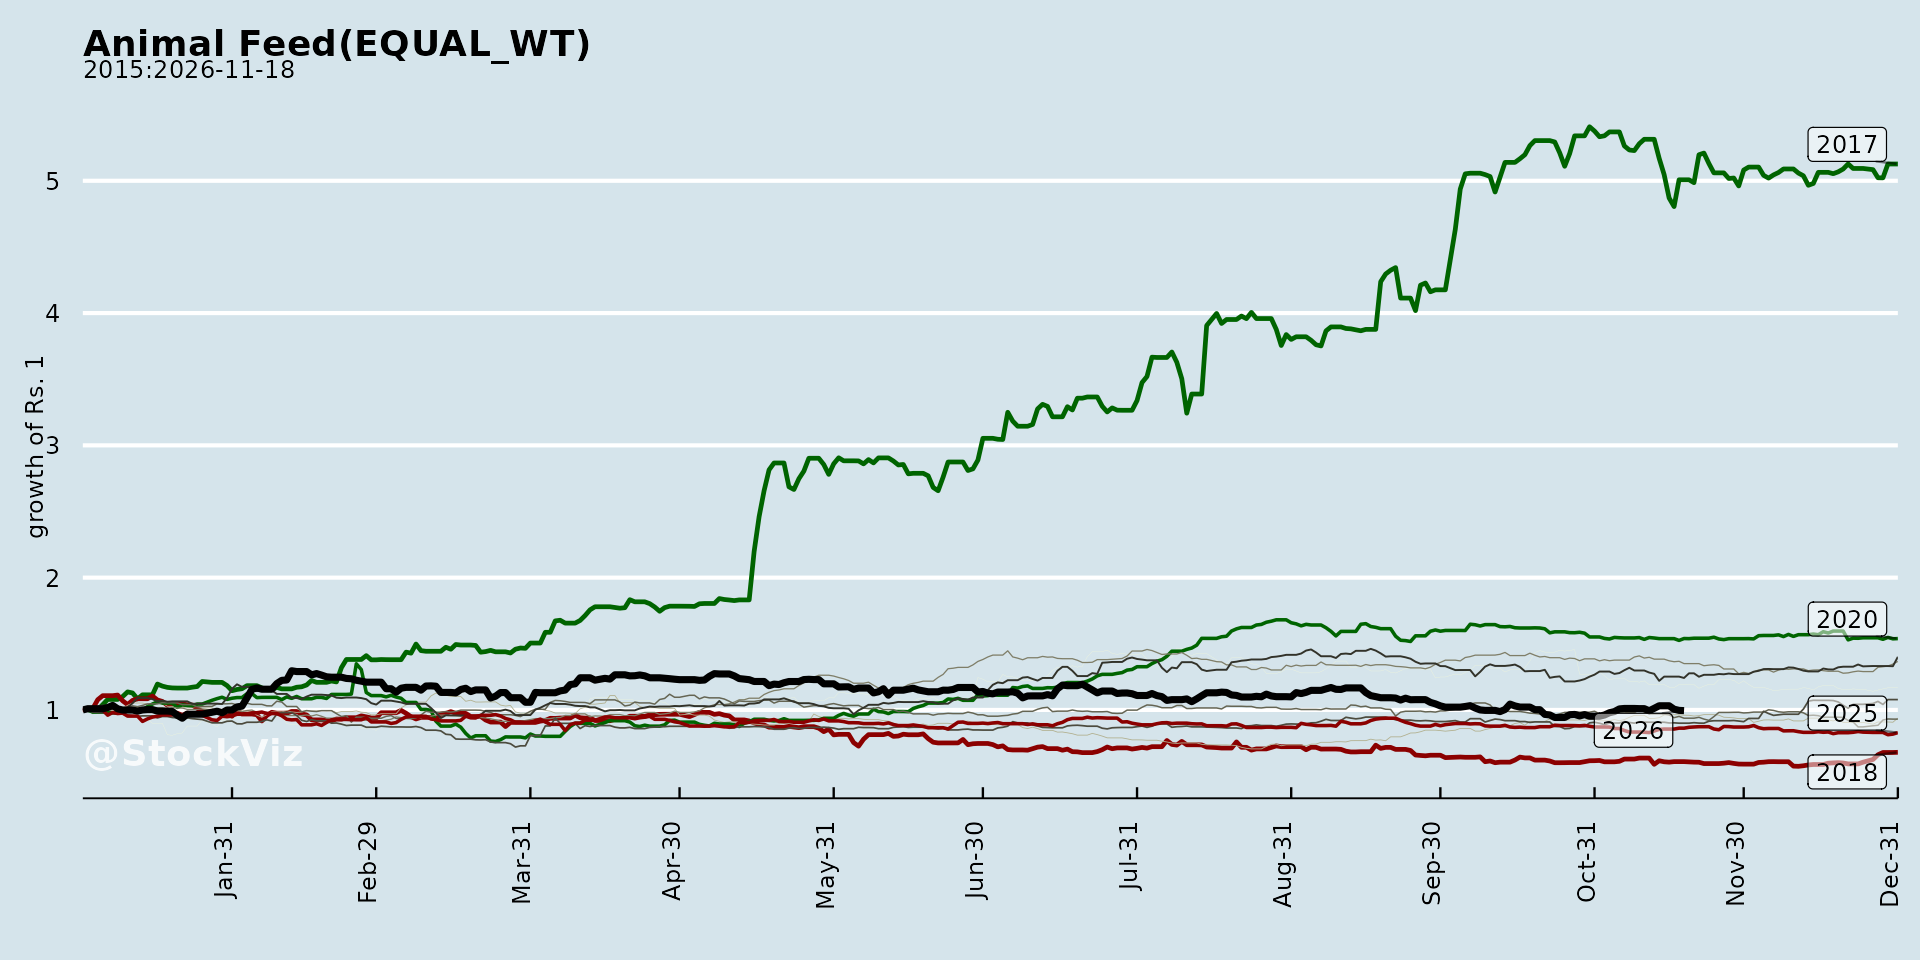 Animal Feed(EQUAL_WT)
2015:2026-11-18
growth of Rs. 1
5
4
3
2
1
2017
2020
2025
2026
2018
@StockViz
Jan-31
Feb-29
Mar-31
Apr-30
May-31
Jun-30
Jul-31
Aug-31
Sep-30
Oct-31
Nov-30
Dec-31